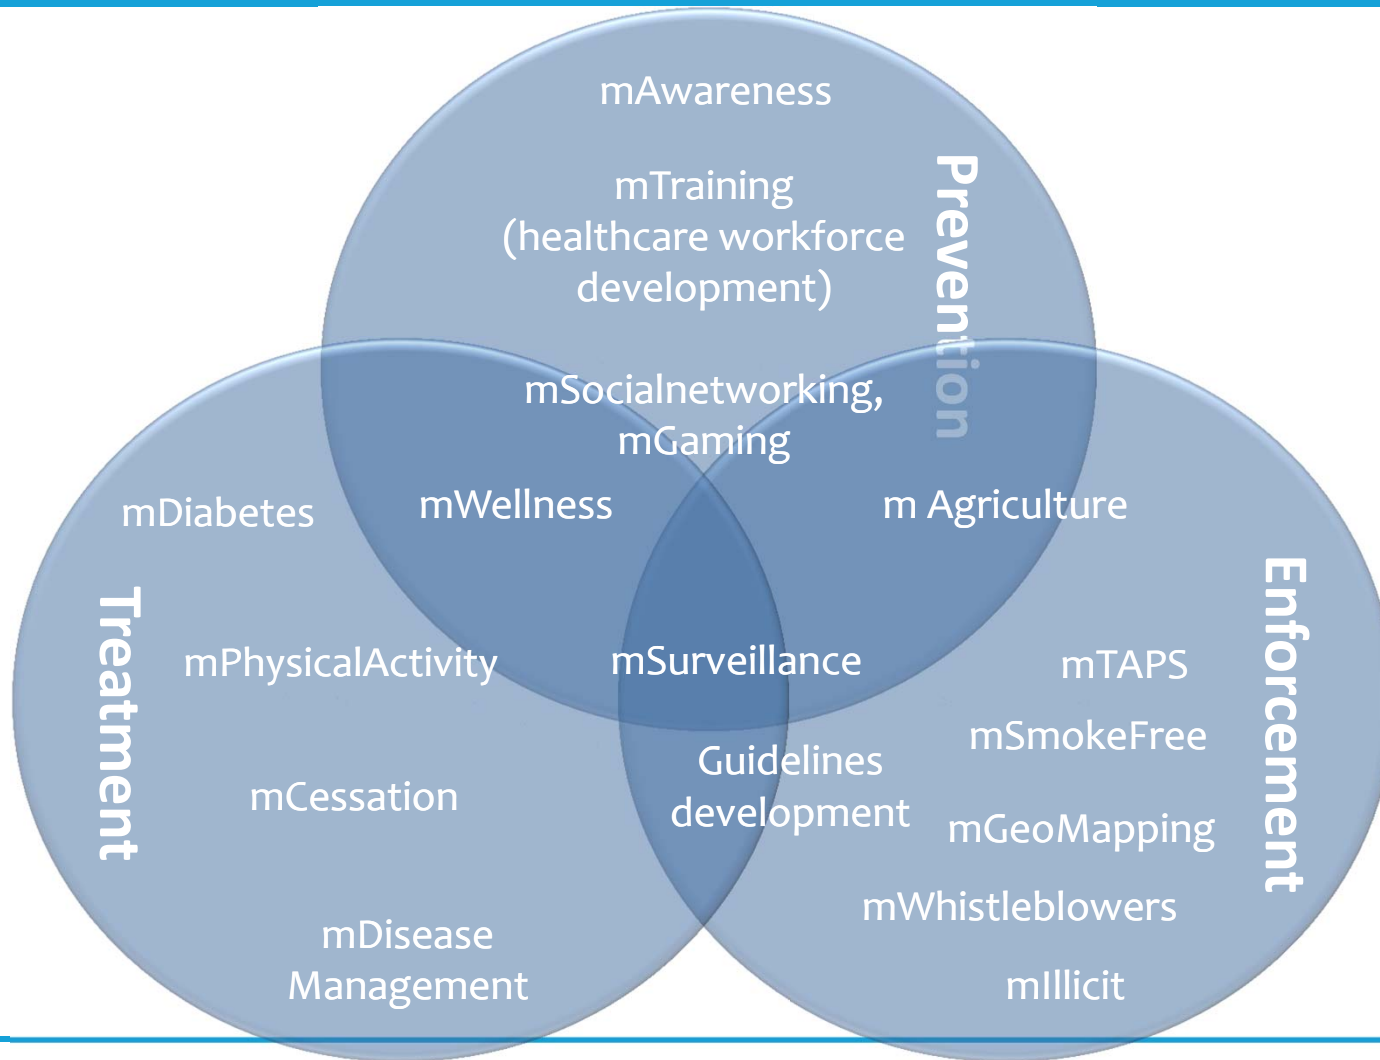 mAwareness
mTraining
(healthcare workforce
development)
Prevention
mSocialnetworking,
mGaming
mDiabetes
mWellness
m Agriculture
Treatment
Enforcement
mPhysicalActivity
mSurveillance
mTAPS
mSmokeFree
Guidelines
development
mCessation
mGeoMapping
mWhistleblowers
mDisease
Management
mIllicit